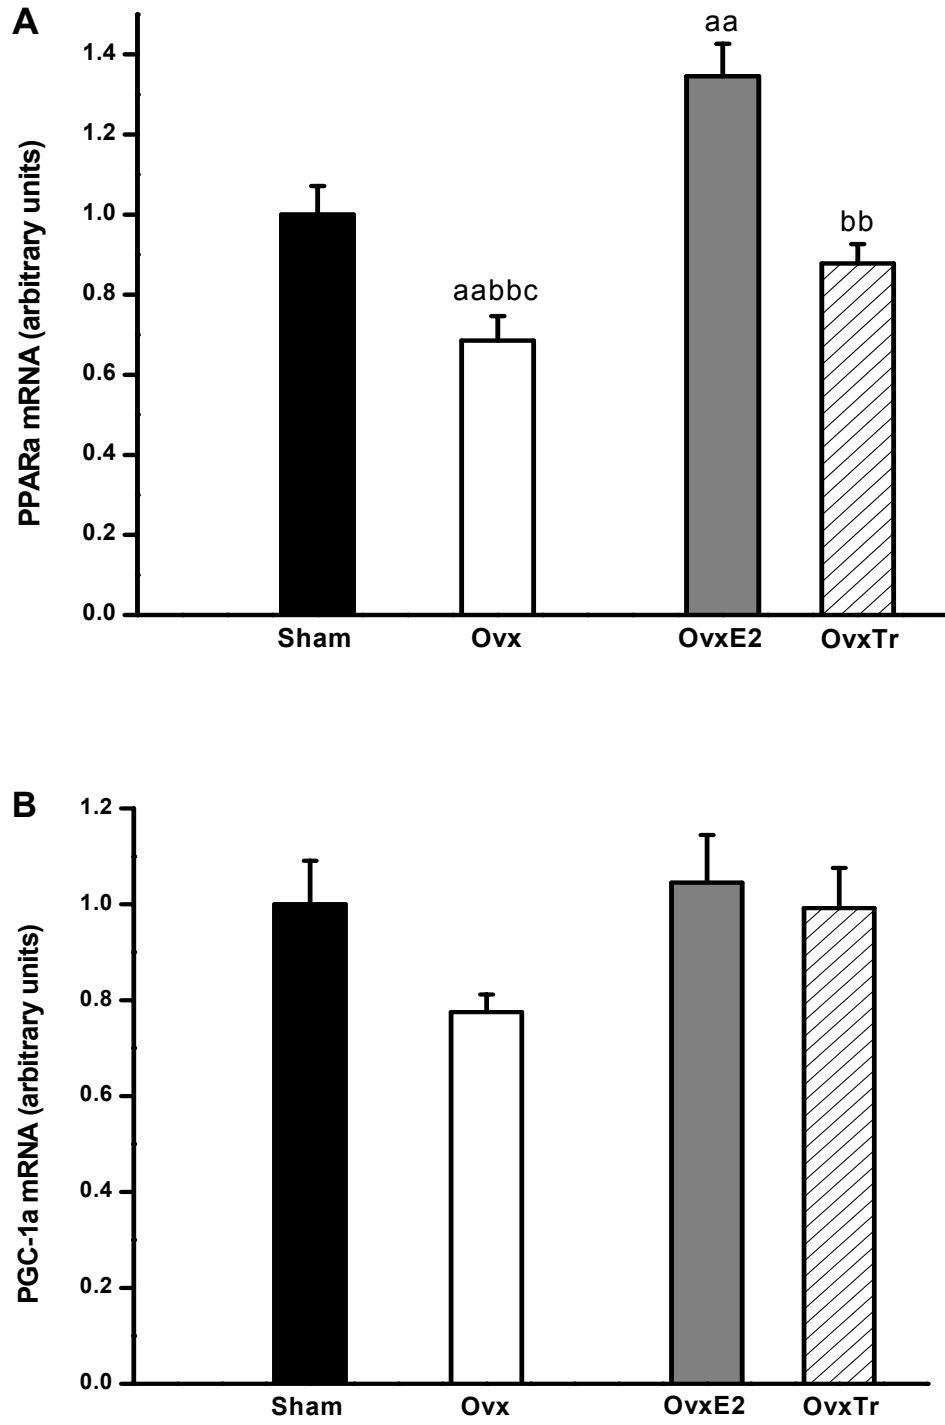 A
PPARa mRNA (arbitrary units)
1.4
1.2
1.0
0.8
0.6
0.4
0.2
0.0
aabbc
aa
bb
Sham Ovx OvxE2 OvxTr
B
PGC-1a mRNA (arbitrary units)
1.2
1.0
0.8
0.6
0.4
0.2
0.0
Sham Ovx OvxE2 OvxTr